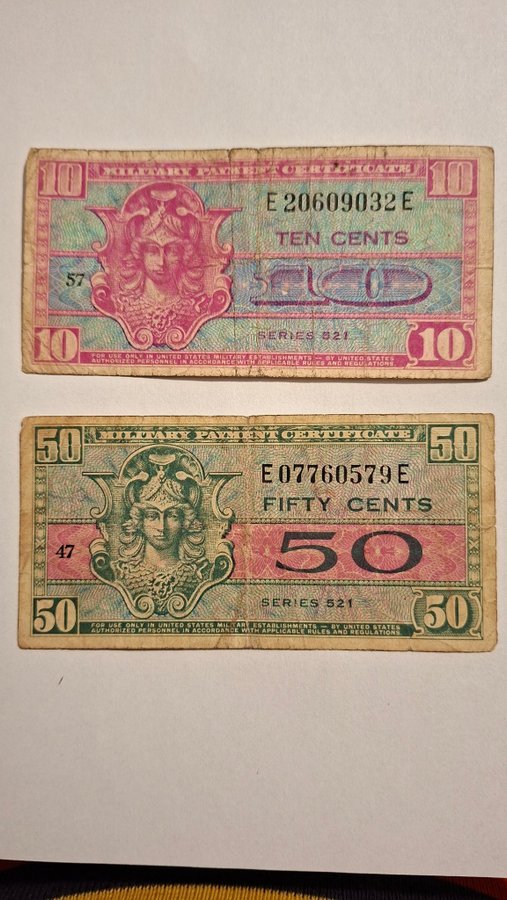 10 MILITARY PAYMENT CERTIFICATE 10
E20609032E
TEN CENTS
57
10
SERIES 521
10 10
FOR USE ONLY IN UNITED STATES MILITARY ESTABLISHMENTS — BY UNITED STATES
AUTHORIZED PERSONNEL IN ACCORDANCE WITH APPLICABLE RULES AND REGULATIONS
50 MILITARY PAYMENT CERTIFICATE 50
E07760579E
FIFTY CENTS
47
50
SERIES 521
50 50
FOR USE ONLY IN UNITED STATES MILITARY ESTABLISHMENTS — BY UNITED STATES
AUTHORIZED PERSONNEL IN ACCORDANCE WITH APPLICABLE RULES AND REGULATIONS